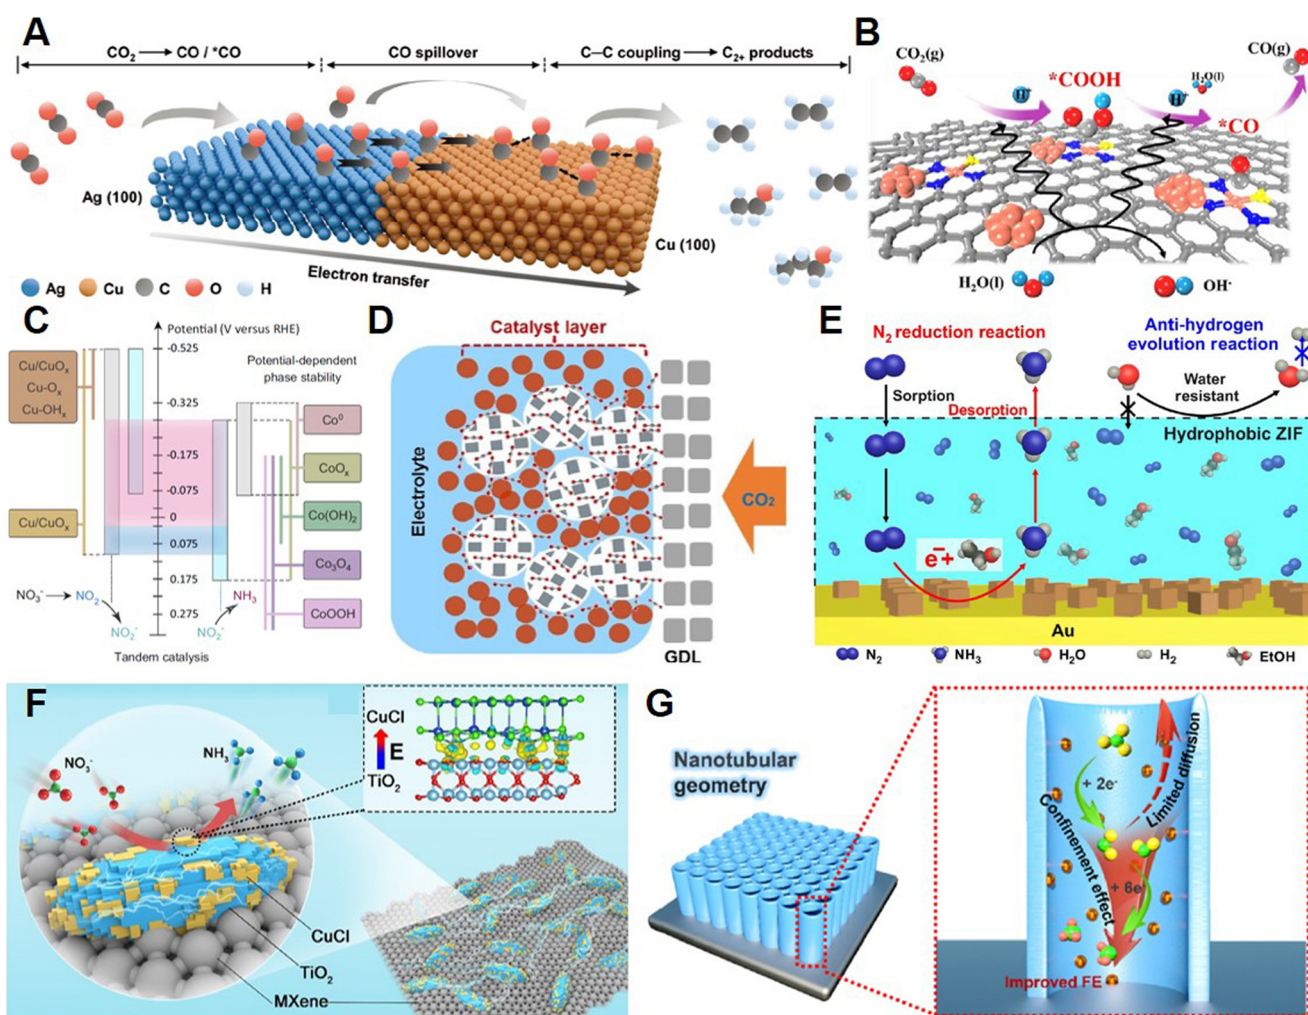 A
CO₂ → CO / *CO
CO spillover
C–C coupling → C₂₊ products
Ag (100)
Cu (100)
Electron transfer
Ag Cu C O H
B
CO₂(g)
H⁺
*COOH
H⁺
H₂O(l)
*CO
CO(g)
H₂O(l)
OH⁻
C
Potential (V versus RHE)
Potential-dependent
phase stability
-0.525
-0.325
-0.175
-0.075
0
0.075
0.175
0.275
Cu/CuOₓ
Cu-Oₓ
Cu-OHₓ
Cu/CuOₓ
Co⁰
CoOₓ
Co(OH)₂
Co₃O₄
CoOOH
NO₃⁻ → NO₂
NO₂⁻
NH₃
NO₂⁻
Tandem catalysis
D
Catalyst layer
Electrolyte
CO₂
GDL
E
N₂ reduction reaction
Anti-hydrogen
evolution reaction
Sorption
Desorption
Water
resistant
Hydrophobic ZIF
e⁻+
Au
N₂ NH₃ H₂O H₂ EtOH
F
NO₃⁻
NH₃
CuCl
E
TiO₂
CuCl
TiO₂
MXene
G
Nanotubular
geometry
+ 2e⁻
Limited diffusion
Confinement effect
+ 6e⁻
Improved FE